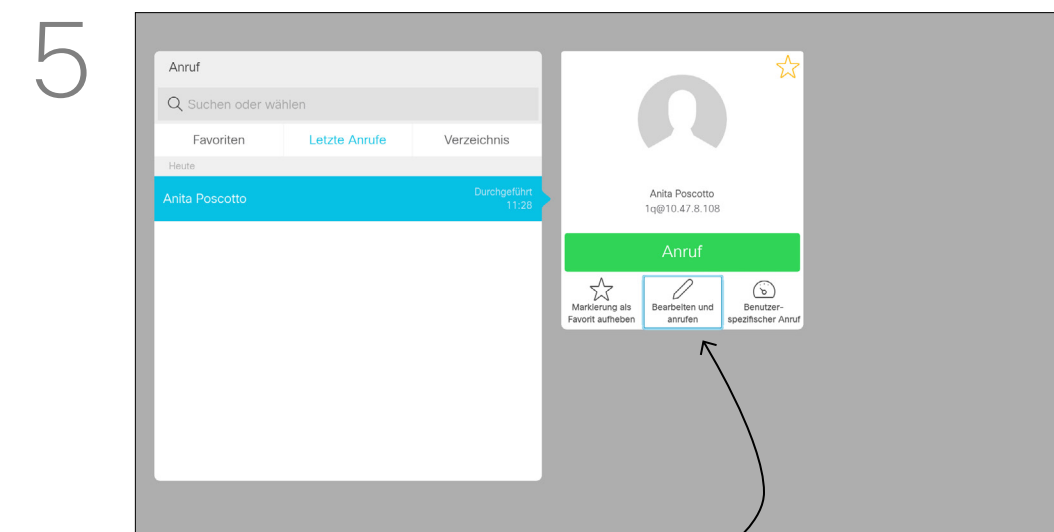 5
Anruf
Suchen oder wählen
Favoriten Letzte Anrufe Verzeichnis
Heute
Anita Poscotto Durchgeführt
11:28
Anita Poscotto
1q@10.47.8.108
Anruf
Markierung als
Favorit aufheben
Bearbeiten und
anrufen
Benutzer-
spezifischer Anruf